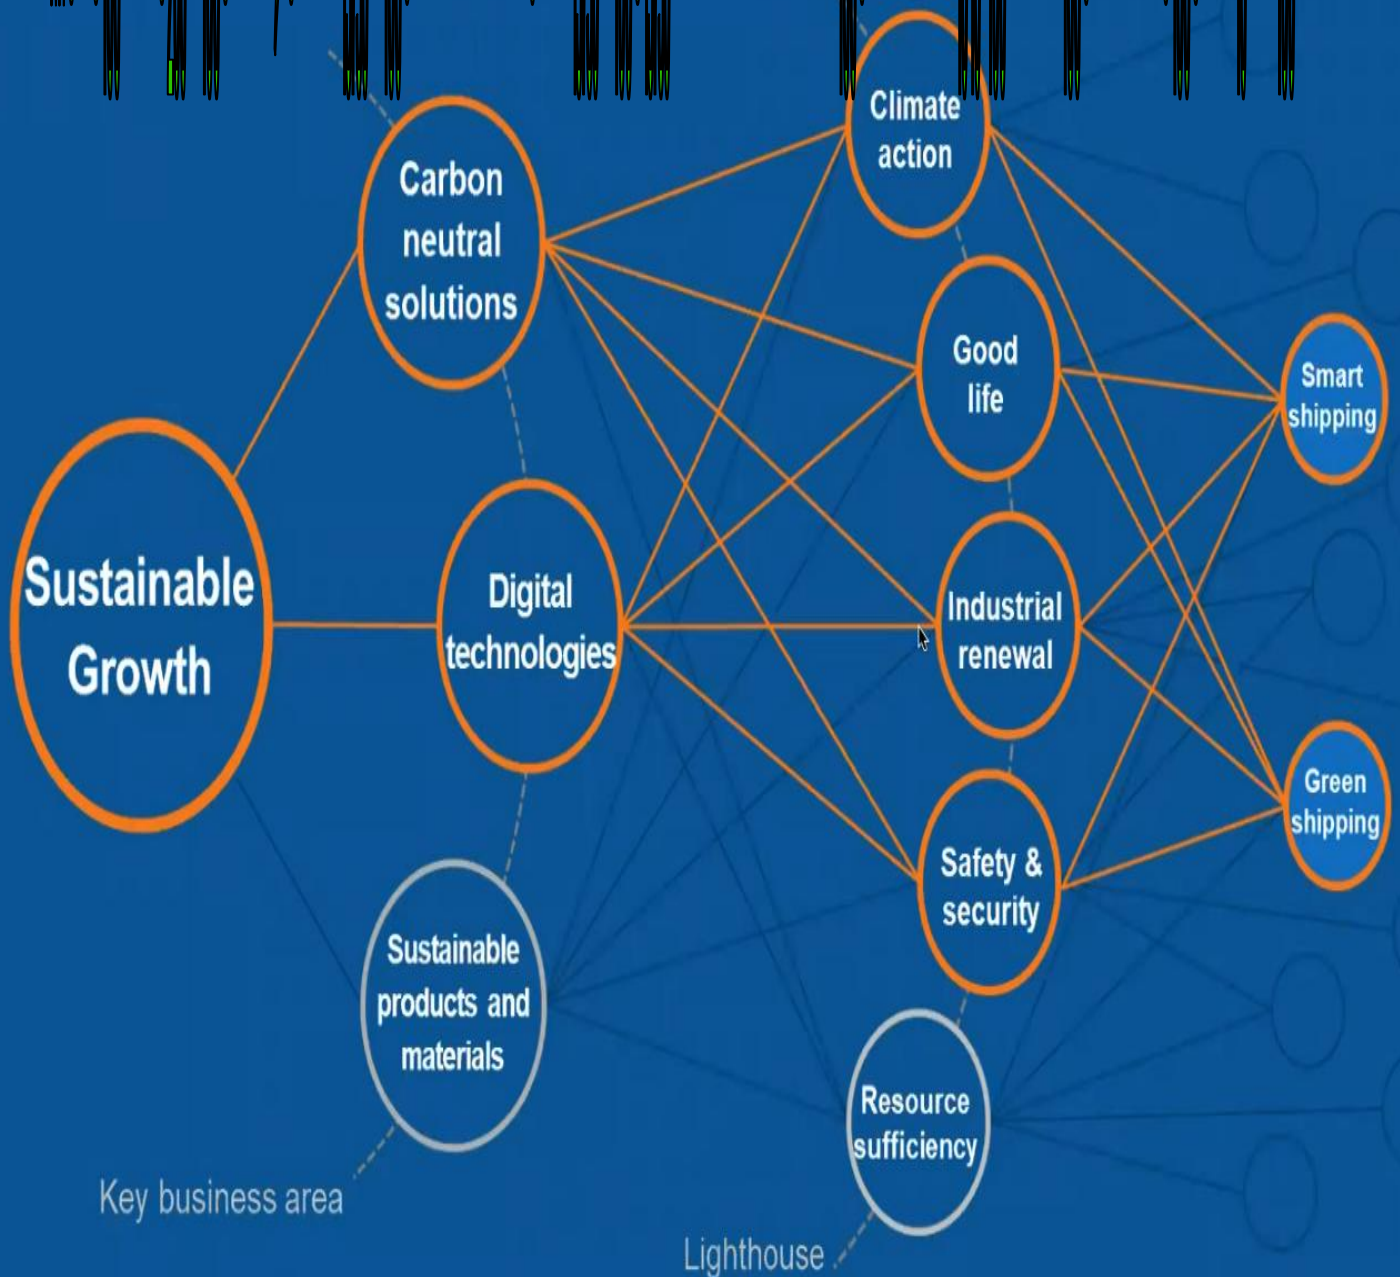 Carbon
neutral
solutions
Climate
action
Good
life
Smart
shipping
Sustainable
Growth
Digital
technologies
Industrial
renewal
Green
shipping
Safety &
security
Sustainable
products and
materials
Resource
sufficiency
Key business area
Lighthouse